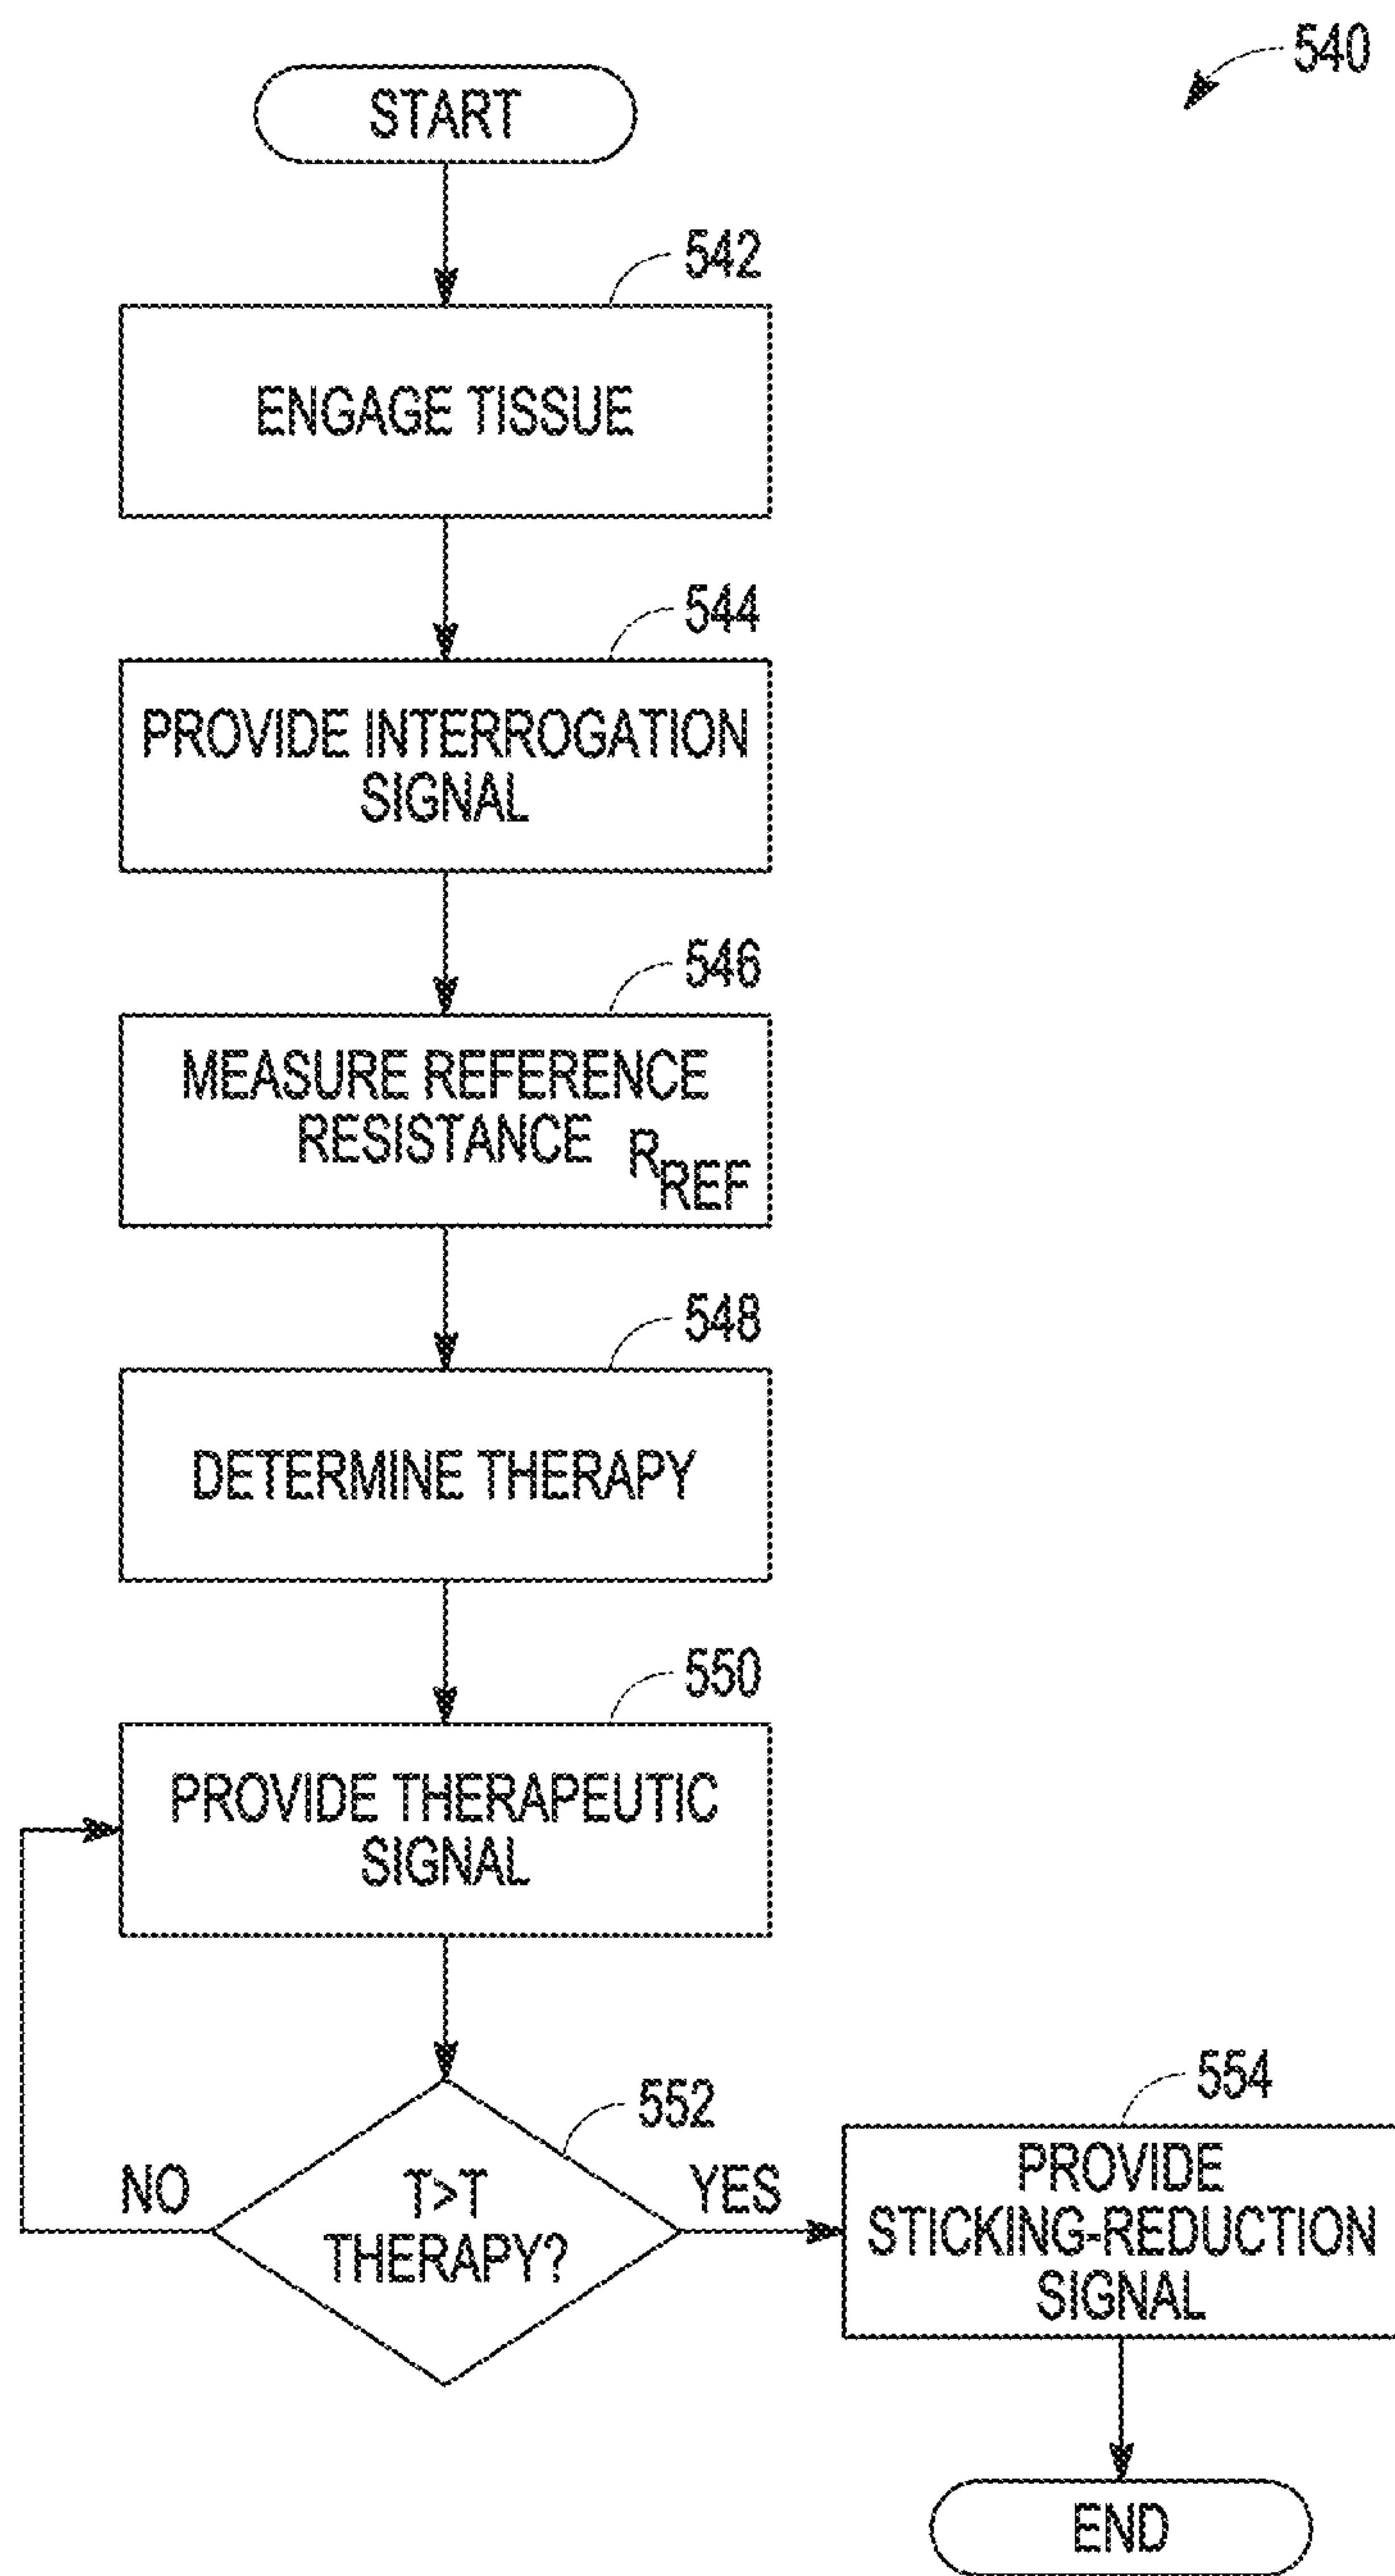 540
START
542
ENGAGE TISSUE
544
PROVIDE INTERROGATION
SIGNAL
546
MEASURE REFERENCE
RESISTANCE R REF
548
DETERMINE THERAPY
550
PROVIDE THERAPEUTIC
SIGNAL
552
T>T
THERAPY?
NO
YES
554
PROVIDE
STICKING-REDUCTION
SIGNAL
END